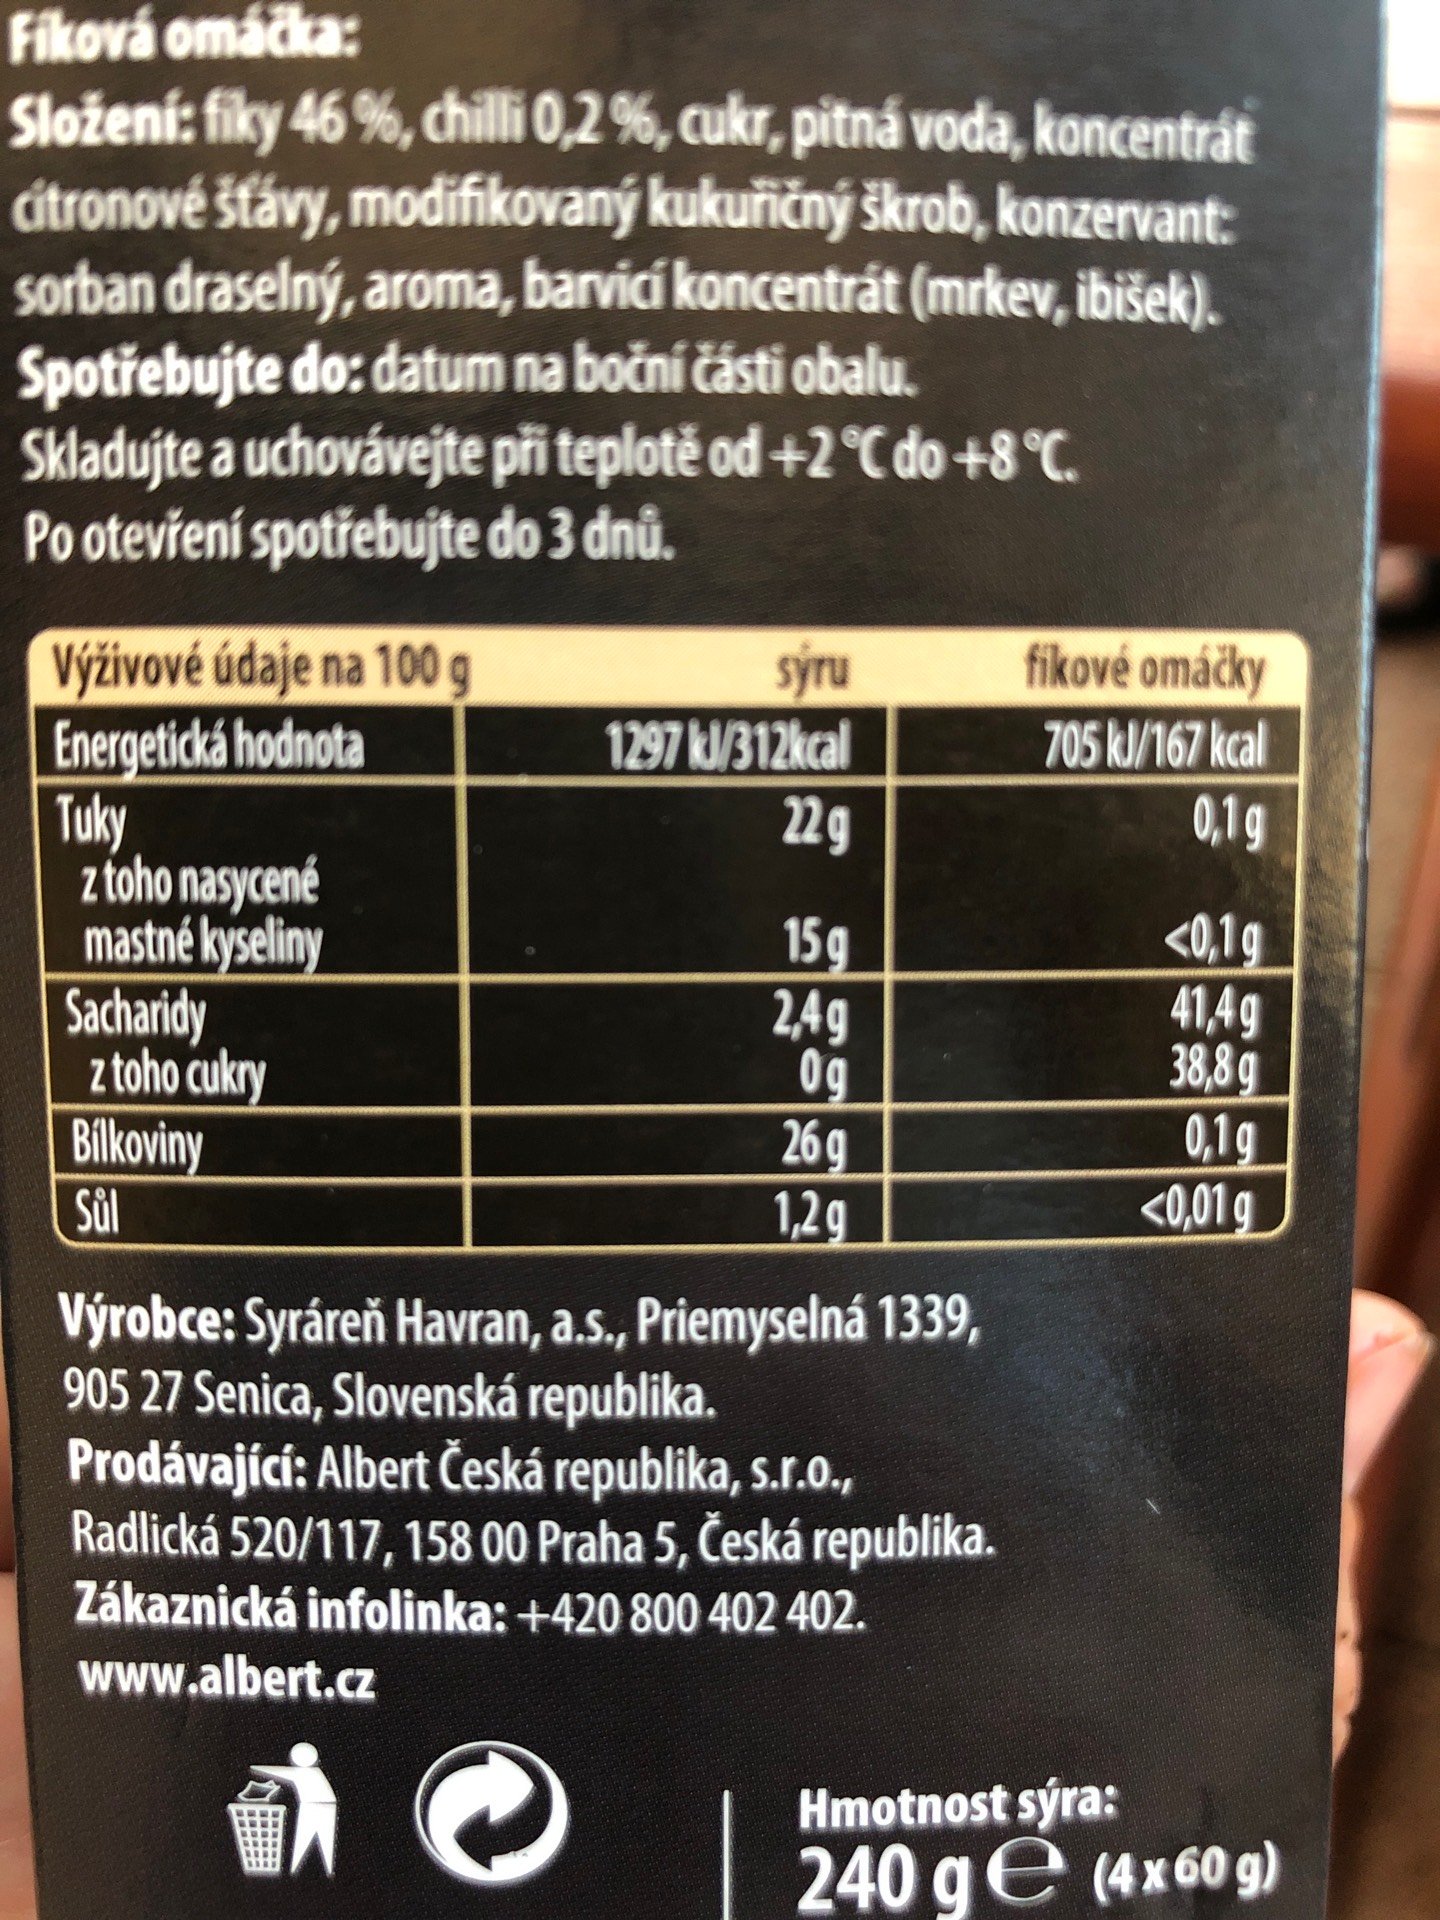 Fíková omáčka:
Složení: fíky 46 %, chilli 0,2 %, cukr, pitná voda, koncentrát
citronové šťávy, modifikovaný kukuřičný škrob, konzervant:
sorban draselný, aroma, barvicí koncentrát (mrkev, ibišek).
Spotřebujte do: datum na boční části obalu.
Skladujte a uchovávejte při teplotě od +2 °C do +8 °C.
Po otevření spotřebujte do 3 dnů.
Výživové údaje na 100 g sýru fíkové omáčky
Energetická hodnota 1297 kJ/312kcal 705 kJ/167 kcal
Tuky 22 g 0,1 g
z toho nasycené
mastné kyseliny 15 g <0,1 g
Sacharidy 2,4 g 41,4 g
z toho cukry 0 g 38,8 g
Bílkoviny 26 g 0,1 g
Sůl 1,2 g <0,01 g
Výrobce: Syráreň Havran, a.s., Priemyselná 1339,
905 27 Senica, Slovenská republika.
Prodávající: Albert Česká republika, s.r.o.,
Radlická 520/117, 158 00 Praha 5, Česká republika.
Zákaznická infolinka: +420 800 402 402.
www.albert.cz
Hmotnost sýra:
240 g ℮ (4 x 60 g)